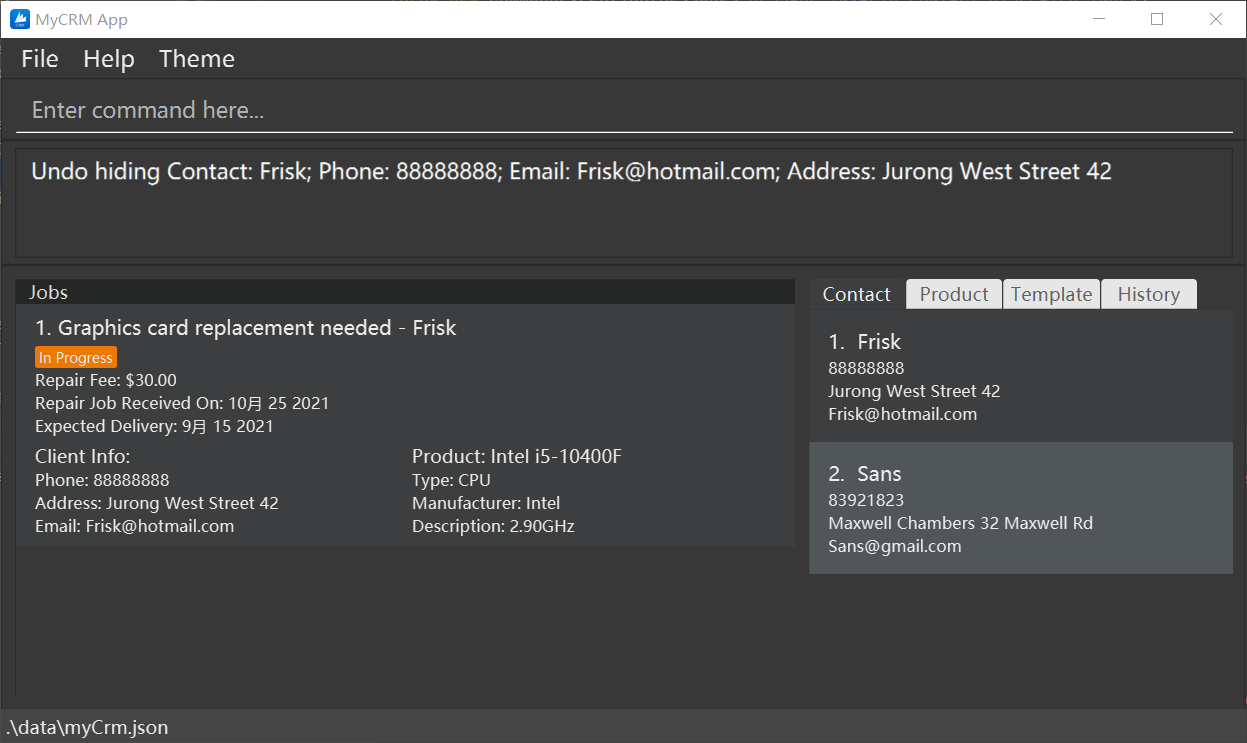 MyCRM App
File Help Theme
Enter command here...
Undo hiding Contact: Frisk; Phone: 88888888; Email: Frisk@hotmail.com; Address: Jurong West Street 42
Jobs
1. Graphics card replacement needed - Frisk
In Progress
Repair Fee: $30.00
Repair Job Received On: 10月 25 2021
Expected Delivery: 9月 15 2021
Client Info:
Phone: 88888888
Address: Jurong West Street 42
Email: Frisk@hotmail.com
Product: Intel i5-10400F
Type: CPU
Manufacturer: Intel
Description: 2.90GHz
Contact Product Template History
1. Frisk
88888888
Jurong West Street 42
Frisk@hotmail.com
2. Sans
83921823
Maxwell Chambers 32 Maxwell Rd
Sans@gmail.com
.\data\myCrm.json